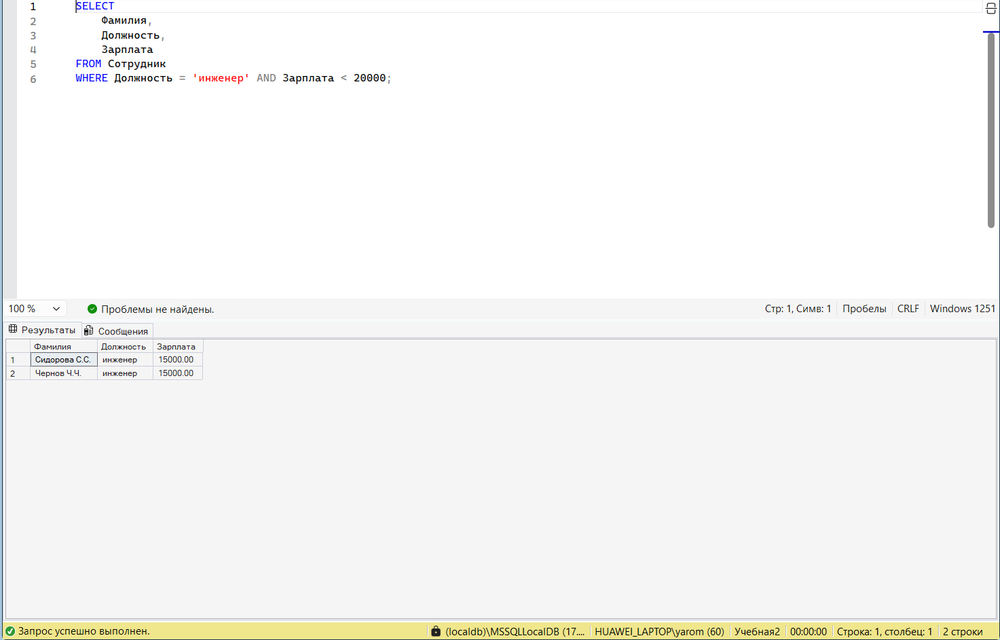 1 SELECT
2 Фамилия,
3 Должность,
4 Зарплата
5 FROM Сотрудник
6 WHERE Должность = 'инженер' AND Зарплата < 20000;
100 % Проблемы не найдены. Стр: 1, Симв: 1 Пробелы CRLF Windows 1251
Результаты Сообщения
Фамилия Должность Зарплата
1 Сидорова С.С. инженер 15000.00
2 Чернов Ч.Ч. инженер 15000.00
Запрос успешно выполнен. (localdb)\MSSQLLocalDB (17.... HUAWEI_LAPTOP\yarom (60) Учебная2 00:00:00 Строка: 1, столбец: 1 2 строки